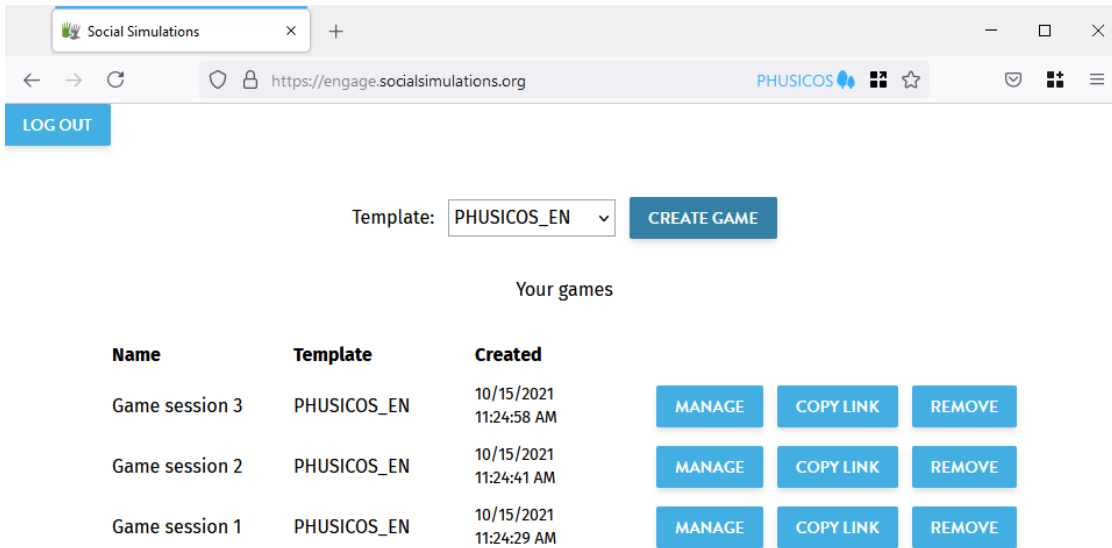 Social Simulations
https://engage.socialsimulations.org PHUSICOS
LOG OUT
Template: PHUSICOS_EN CREATE GAME
Your games
Name Template Created
Game session 3 PHUSICOS_EN 10/15/2021 11:24:58 AM MANAGE COPY LINK REMOVE
Game session 2 PHUSICOS_EN 10/15/2021 11:24:41 AM MANAGE COPY LINK REMOVE
Game session 1 PHUSICOS_EN 10/15/2021 11:24:29 AM MANAGE COPY LINK REMOVE